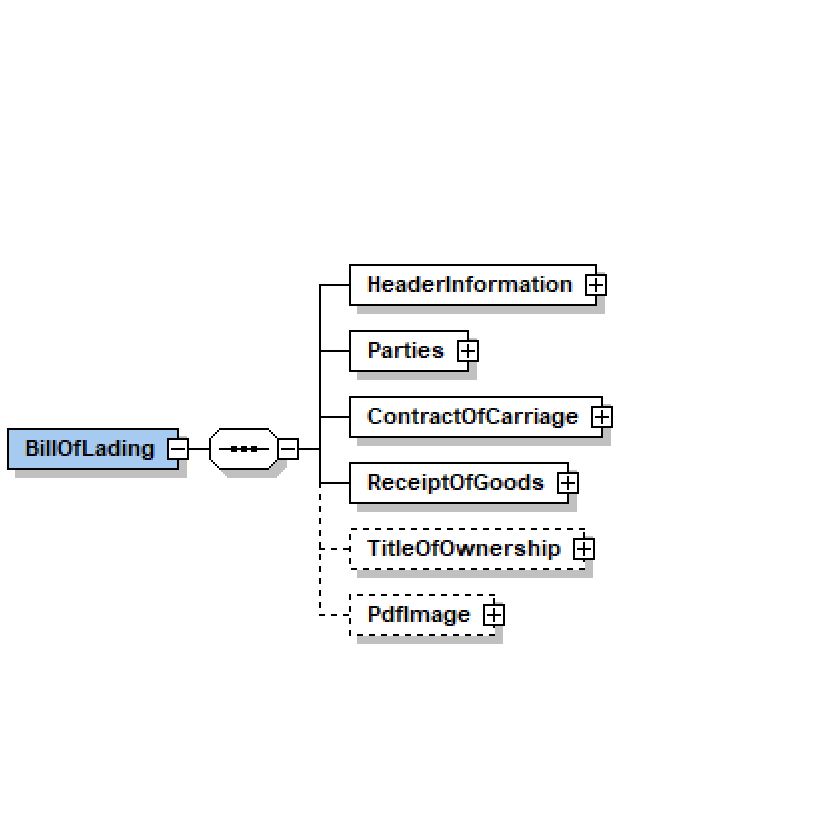 HeaderInformation
Parties
ContractOfCarriage
BillOfLading
ReceiptOfGoods
TitleOfOwnership
PdfImage